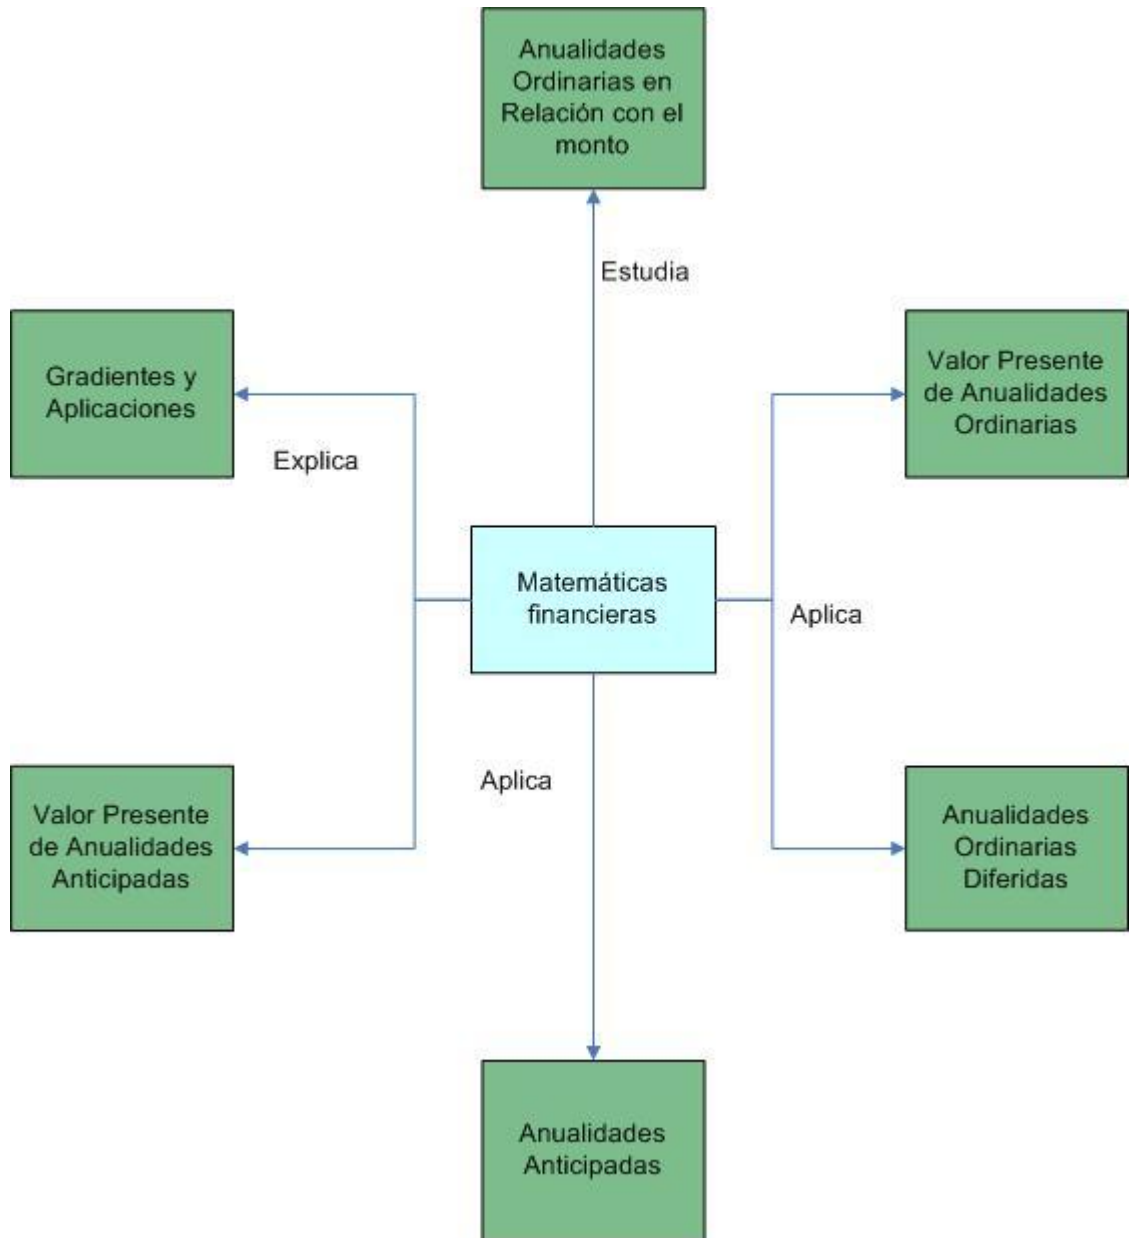 Anualidades
Ordinarias en
Relación con el
monto
Estudia
Gradientes y
Aplicaciones
Valor Presente
de Anualidades
Ordinarias
Explica
Matemáticas
financieras
Aplica
Aplica
Valor Presente
de Anualidades
Anticipadas
Anualidades
Ordinarias
Diferidas
Anualidades
Anticipadas